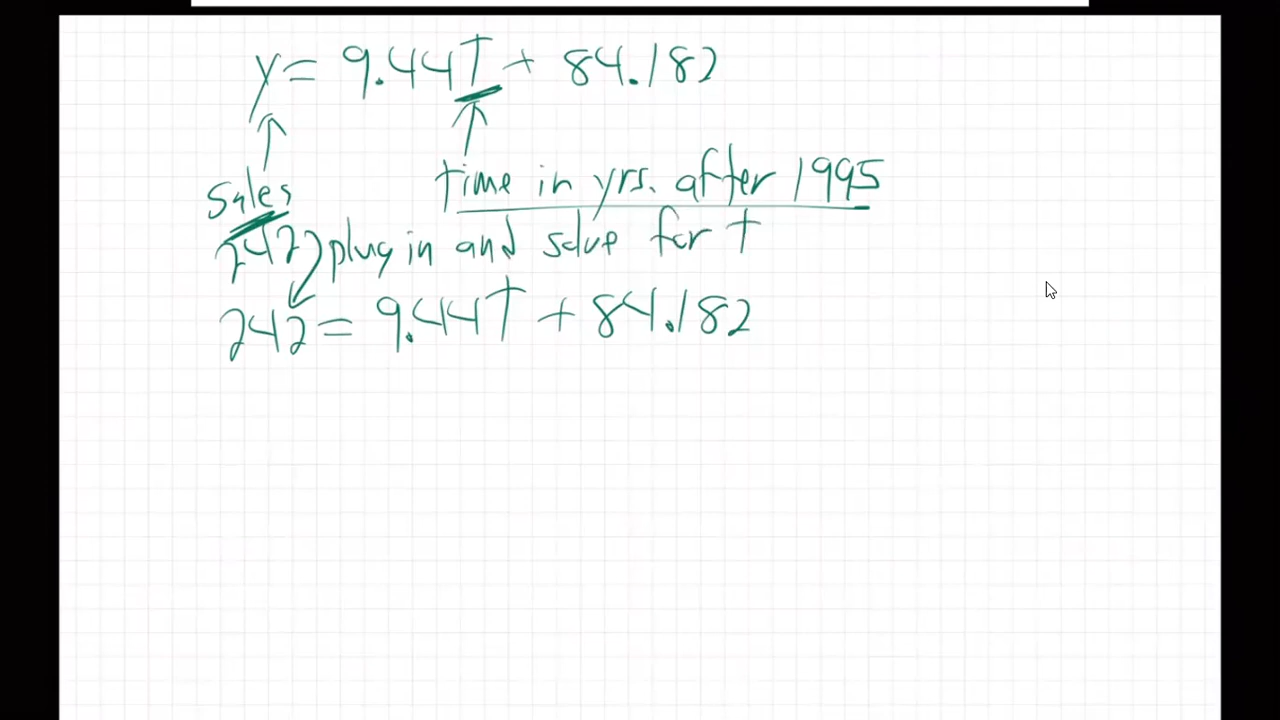 y = 9.44T + 84.182
Sales
time in yrs. after 1995
242 plug in and solve for t
242 = 9.44T + 84.182